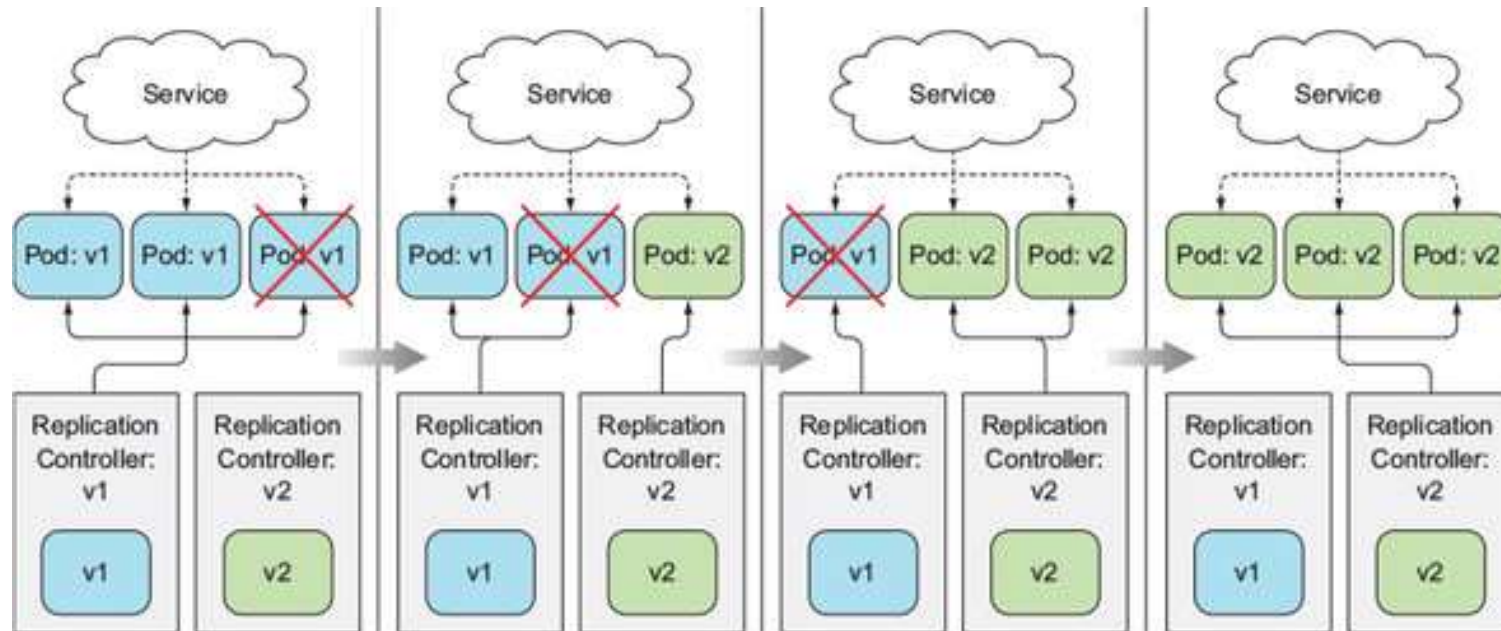 Service
Pod: v1
Pod: v1
Pod: v1
Replication
Controller:
v1
v1
Replication
Controller:
v2
v2
Service
Pod: v1
Pod: v1
Pod: v2
Replication
Controller:
v1
v1
Replication
Controller:
v2
v2
Service
Pod: v1
Pod: v2
Pod: v2
Replication
Controller:
v1
v1
Replication
Controller:
v2
v2
Service
Pod: v2
Pod: v2
Pod: v2
Replication
Controller:
v1
v1
Replication
Controller:
v2
v2